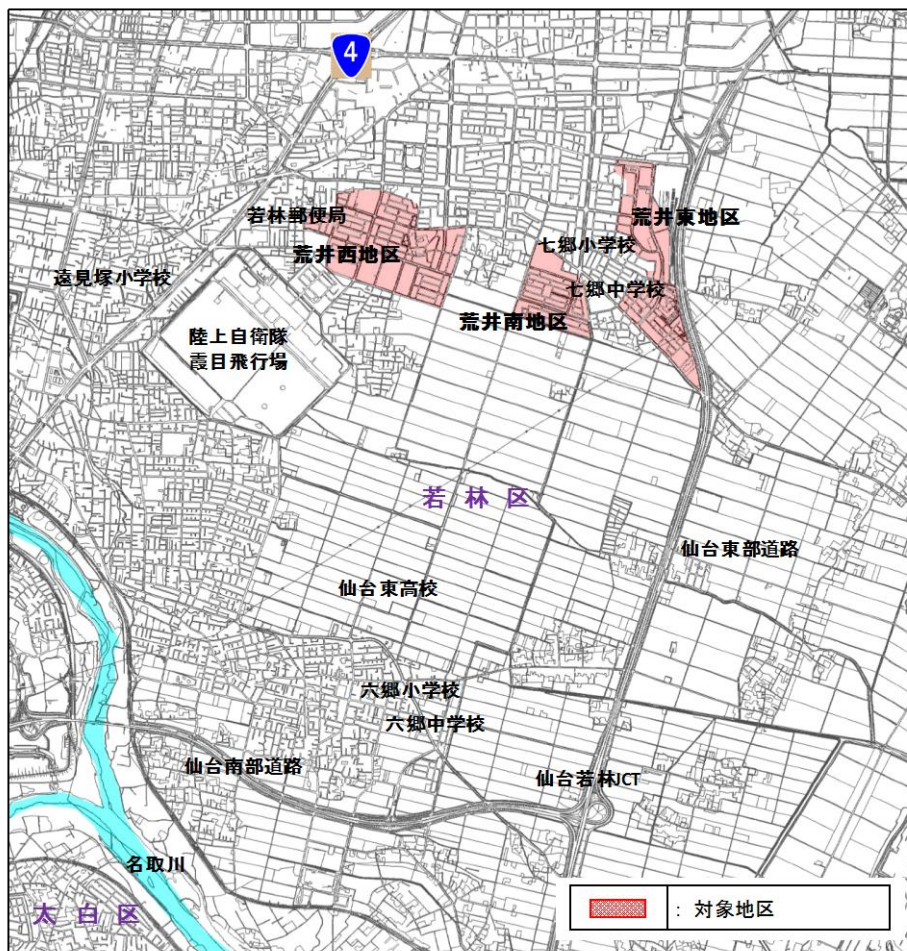 4
若林郵便局
荒井東地区
荒井西地区
七郷小学校
遠見塚小学校
七郷中学校
荒井南地区
陸上自衛隊
霞目飛行場
若林区
仙台東部道路
仙台東高校
六郷小学校
六郷中学校
仙台南部道路
仙台若林JCT
名取川
太白区
: 対象地区